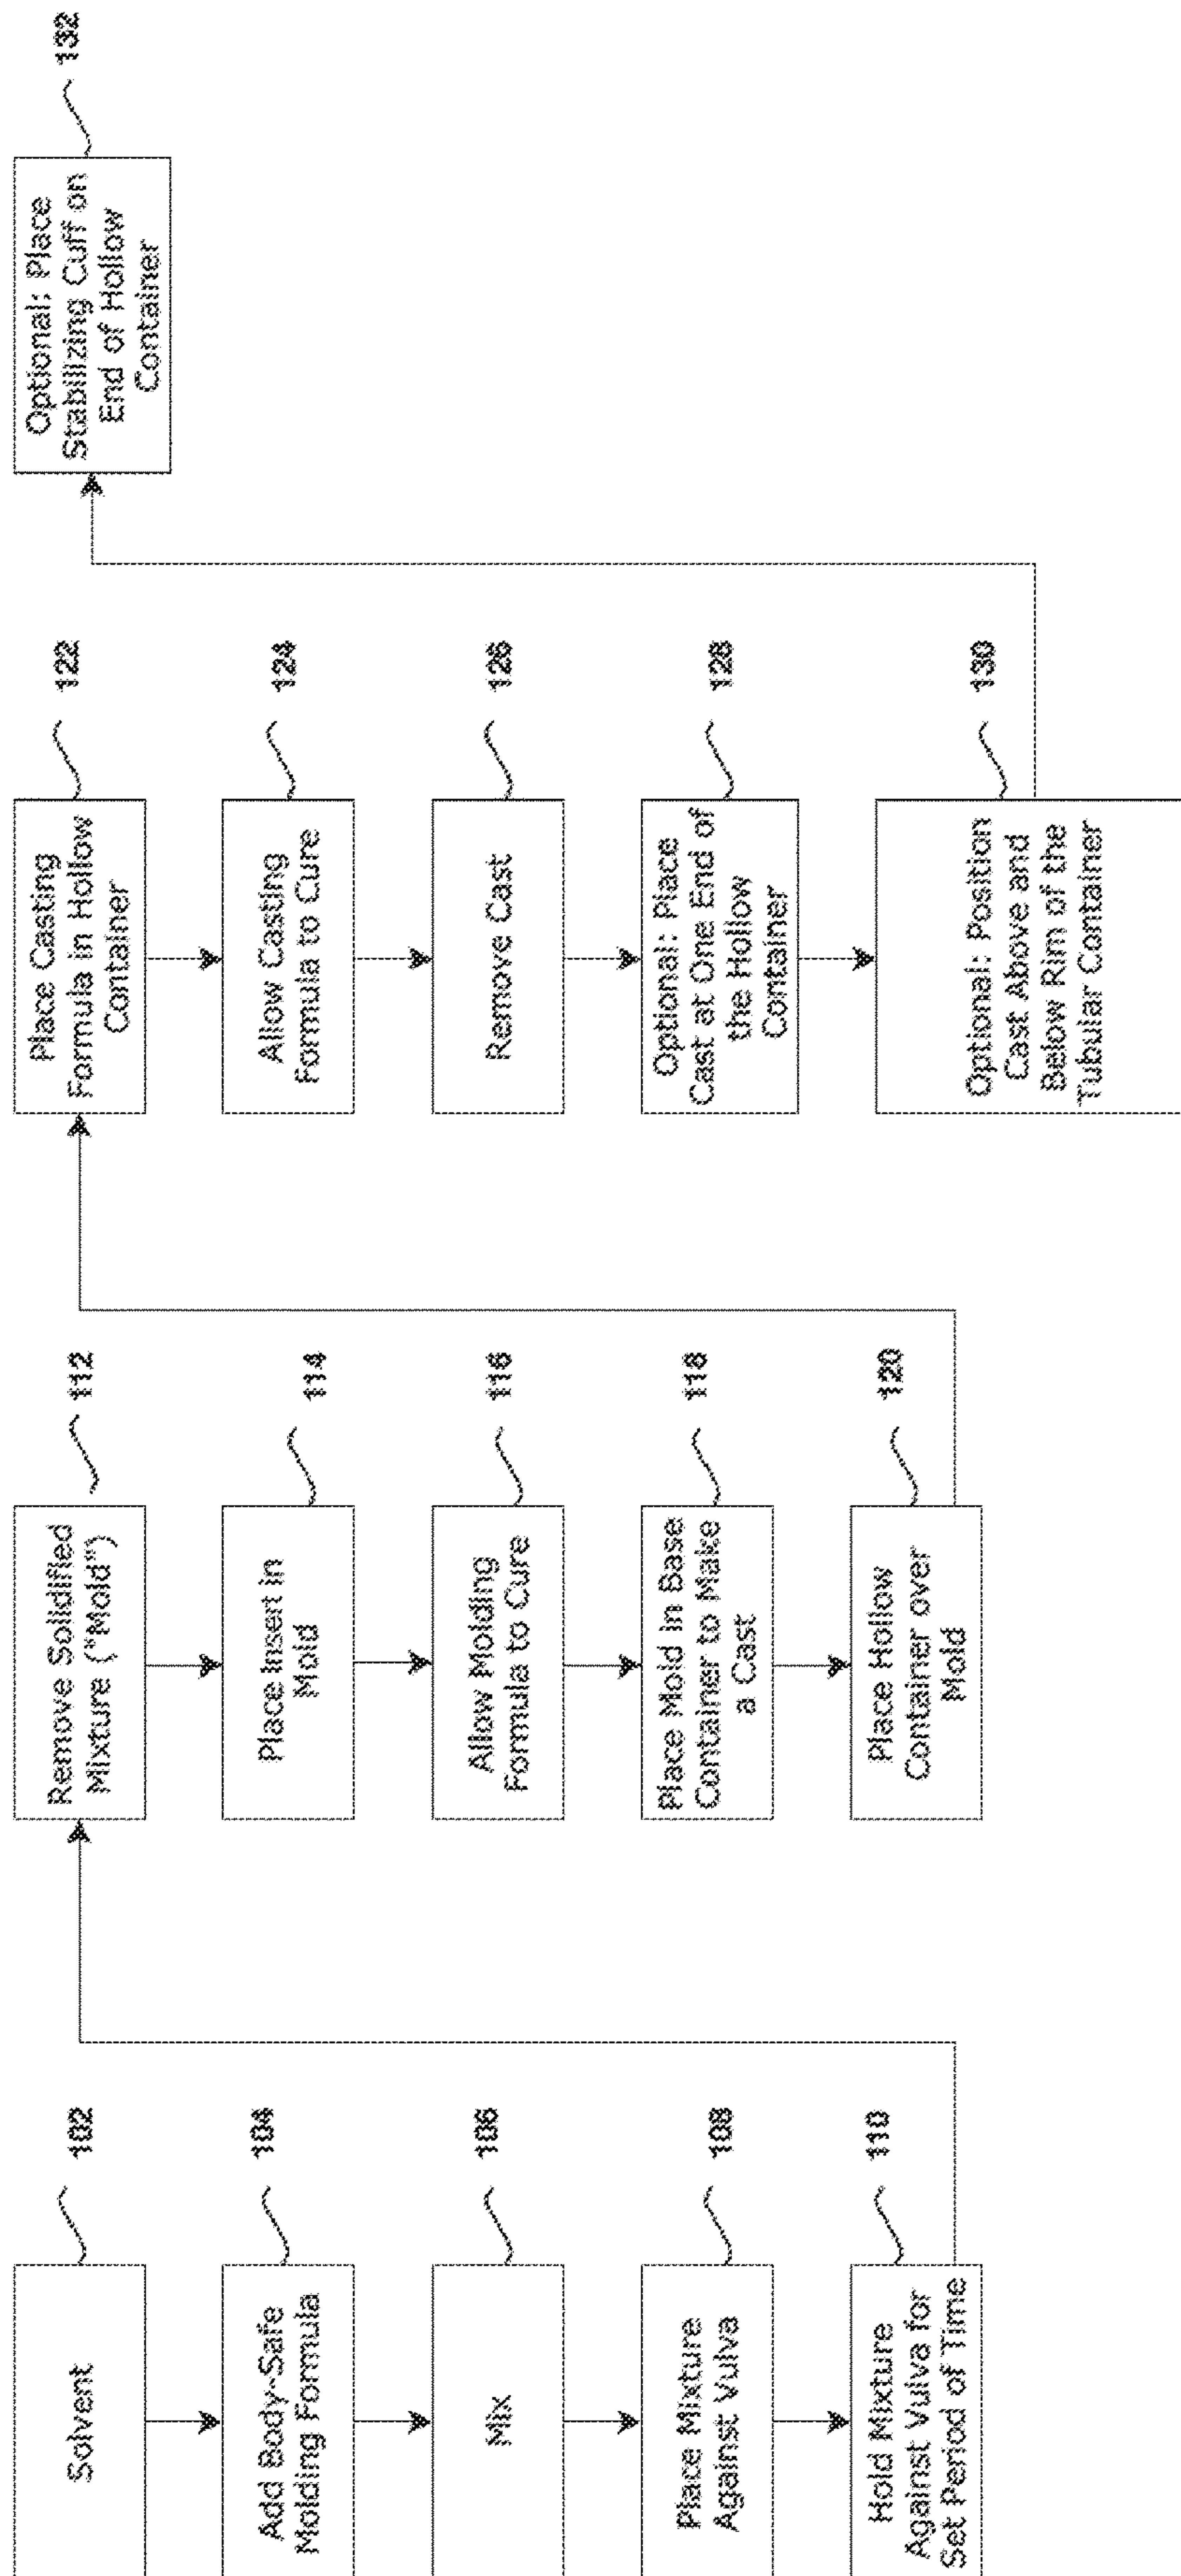 Solvent
102
Add Body-Safe
Molding Formula
104
Mix
106
Place Mixture
Against Vulva
108
Hold Mixture
Against Vulva for
Set Period of Time
110
Remove Solidified
Mixture ("Mold")
112
Place Insert in
Mold
114
Allow Molding
Formula to Cure
116
Place Mold in Base
Container to Make
a Cast
118
Place Hollow
Container over
Mold
120
Place Casting
Formula in Hollow
Container
122
Allow Casting
Formula to Cure
124
Remove Cast
126
Optional: Place
Cast at One End of
the Hollow
Container
128
Optional: Position
Cast Above and
Below Rim of the
Tubular Container
130
Optional: Place
Stabilizing Cuff on
End of Hollow
Container
132